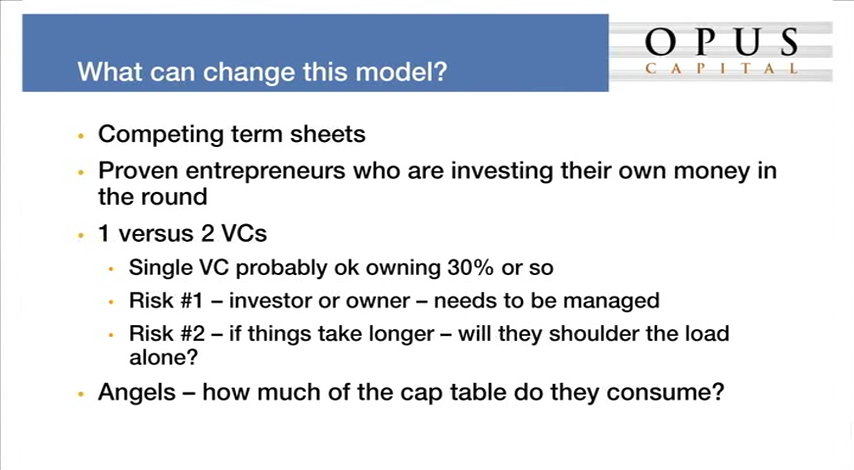 What can change this model?
OPUS
CAPITAL
• Competing term sheets
• Proven entrepreneurs who are investing their own money in
the round
• 1 versus 2 VCs
• Single VC probably ok owning 30% or so
• Risk #1 – investor or owner – needs to be managed
• Risk #2 – if things take longer – will they shoulder the load
alone?
• Angels – how much of the cap table do they consume?